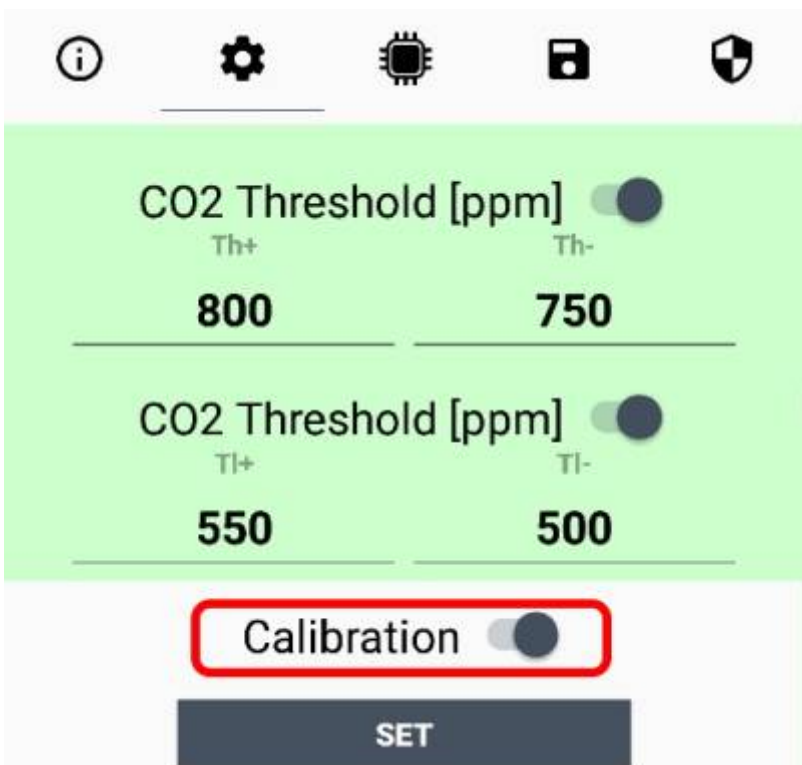 CO2 Threshold [ppm]
Th+ Th-
800 750
CO2 Threshold [ppm]
Tl+ Tl-
550 500
Calibration
SET